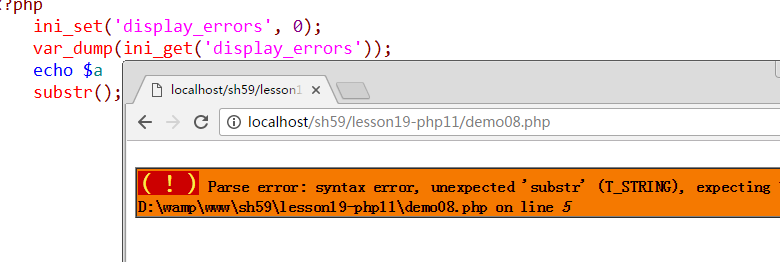 <?php
ini_set('display_errors', 0);
var_dump(ini_get('display_errors'));
echo $a
substr();
localhost/sh59/lesson1
localhost/sh59/lesson19-php11/demo08.php
( ! ) Parse error: syntax error, unexpected 'substr' (T_STRING), expecting
D:\wamp\www\sh59\lesson19-php11\demo08.php on line 5